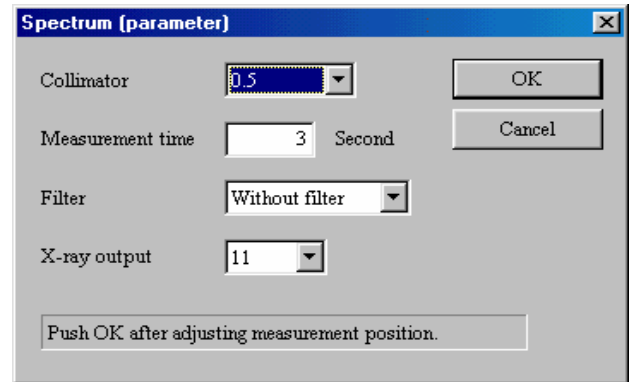 Spectrum (parameter)
Collimator 0.5 OK
Measurement time 3 Second Cancel
Filter Without filter
X-ray output 11
Push OK after adjusting measurement position.